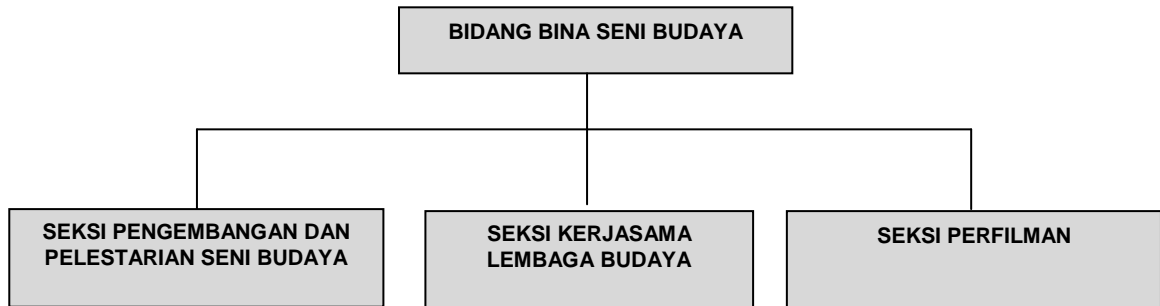 BIDANG BINA SENI BUDAYA
SEKSI PENGEMBANGAN DAN
PELESTARIAN SENI BUDAYA
SEKSI KERJASAMA
LEMBAGA BUDAYA
SEKSI PERFILMAN